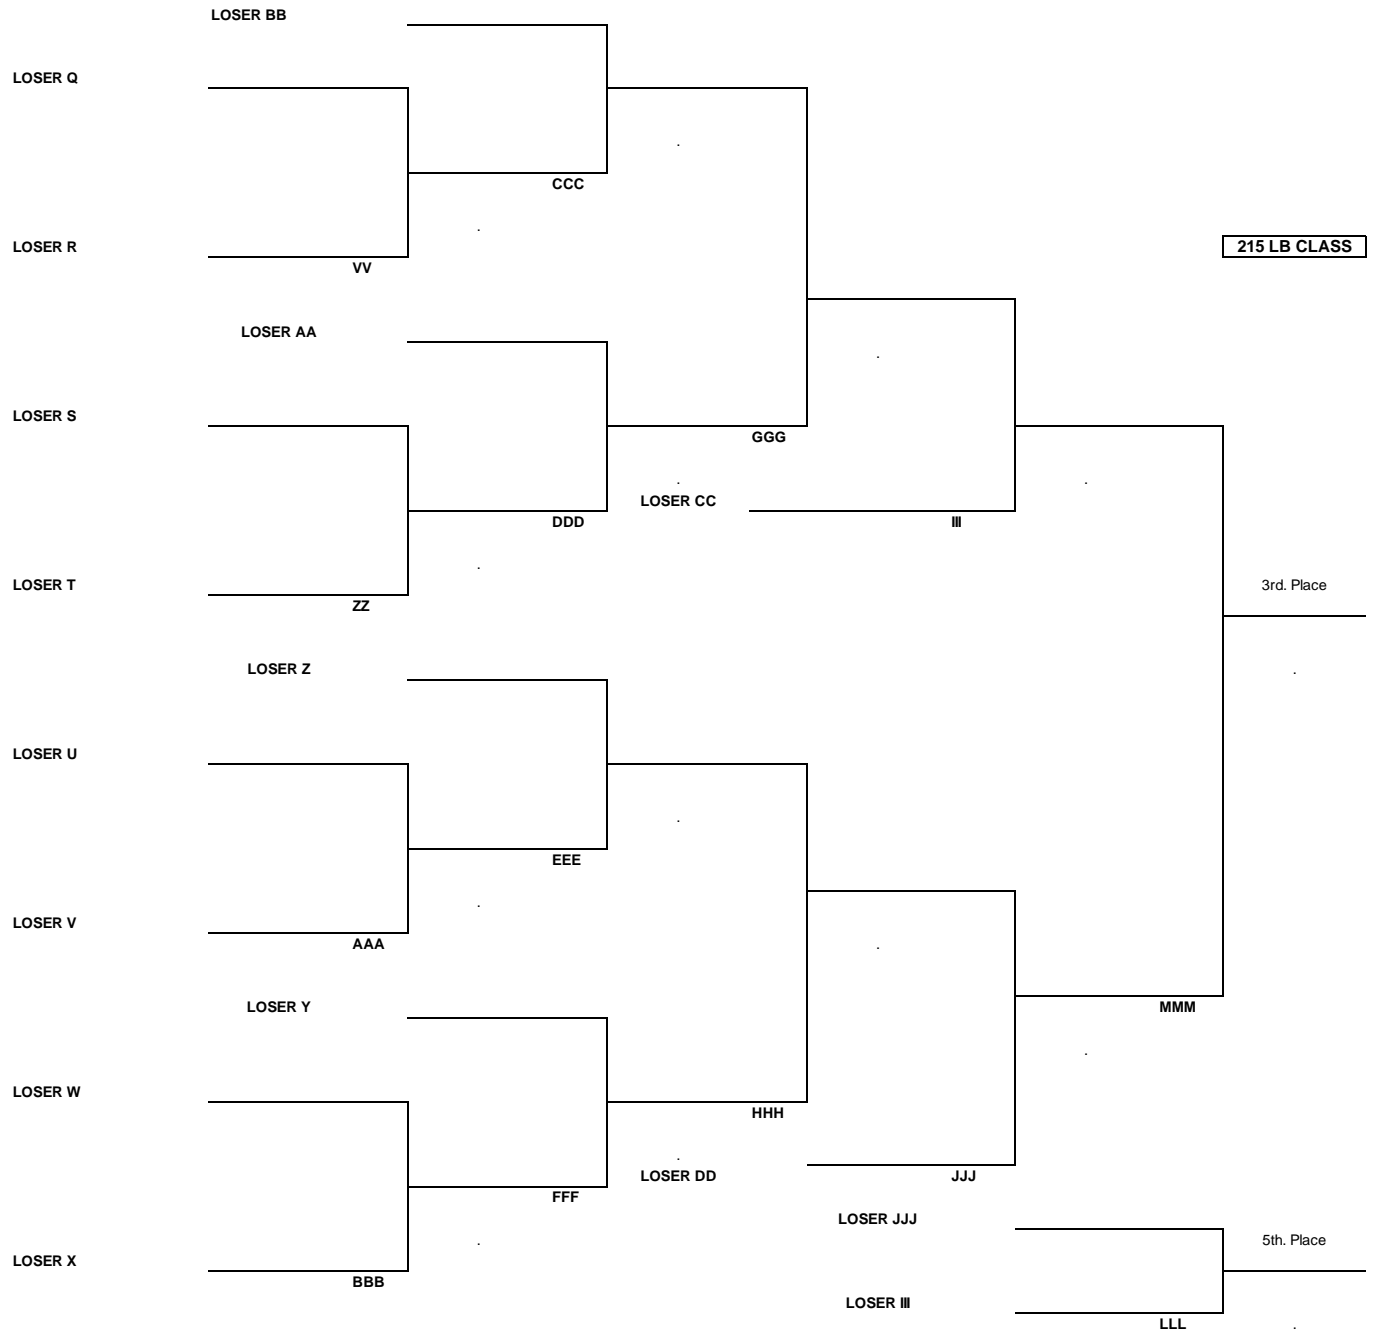 LOSER BB
LOSER Q
CCC
LOSER R
215 LB CLASS
VV
LOSER AA
LOSER S
GGG
LOSER CC
DDD
III
LOSER T
3rd. Place
ZZ
LOSER Z
LOSER U
EEE
LOSER V
AAA
LOSER Y
MMM
LOSER W
HHH
LOSER DD
JJJ
FFF
LOSER JJJ
5th. Place
LOSER X
BBB
LOSER III
LLL